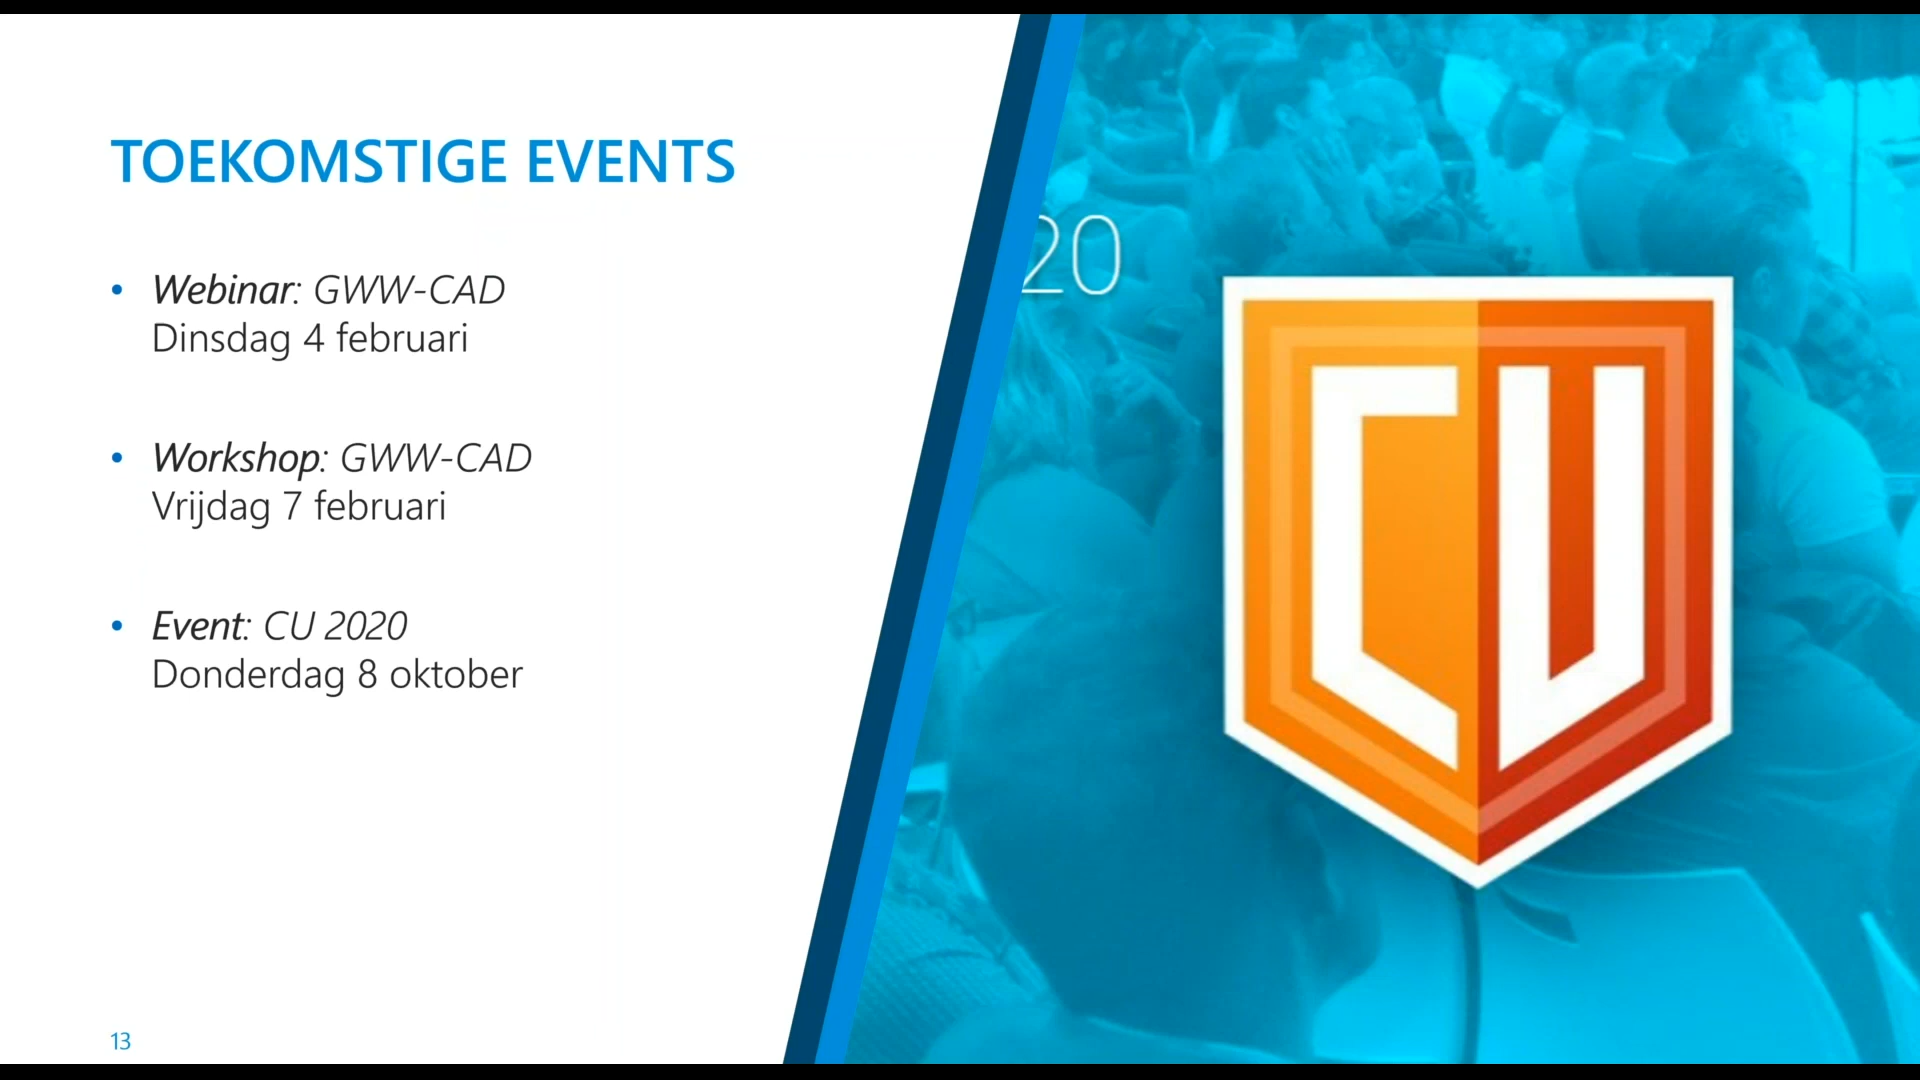 TOEKOMSTIGE EVENTS
• Webinar: GWW-CAD
Dinsdag 4 februari
• Workshop: GWW-CAD
Vrijdag 7 februari
• Event: CU 2020
Donderdag 8 oktober
13
20
CU